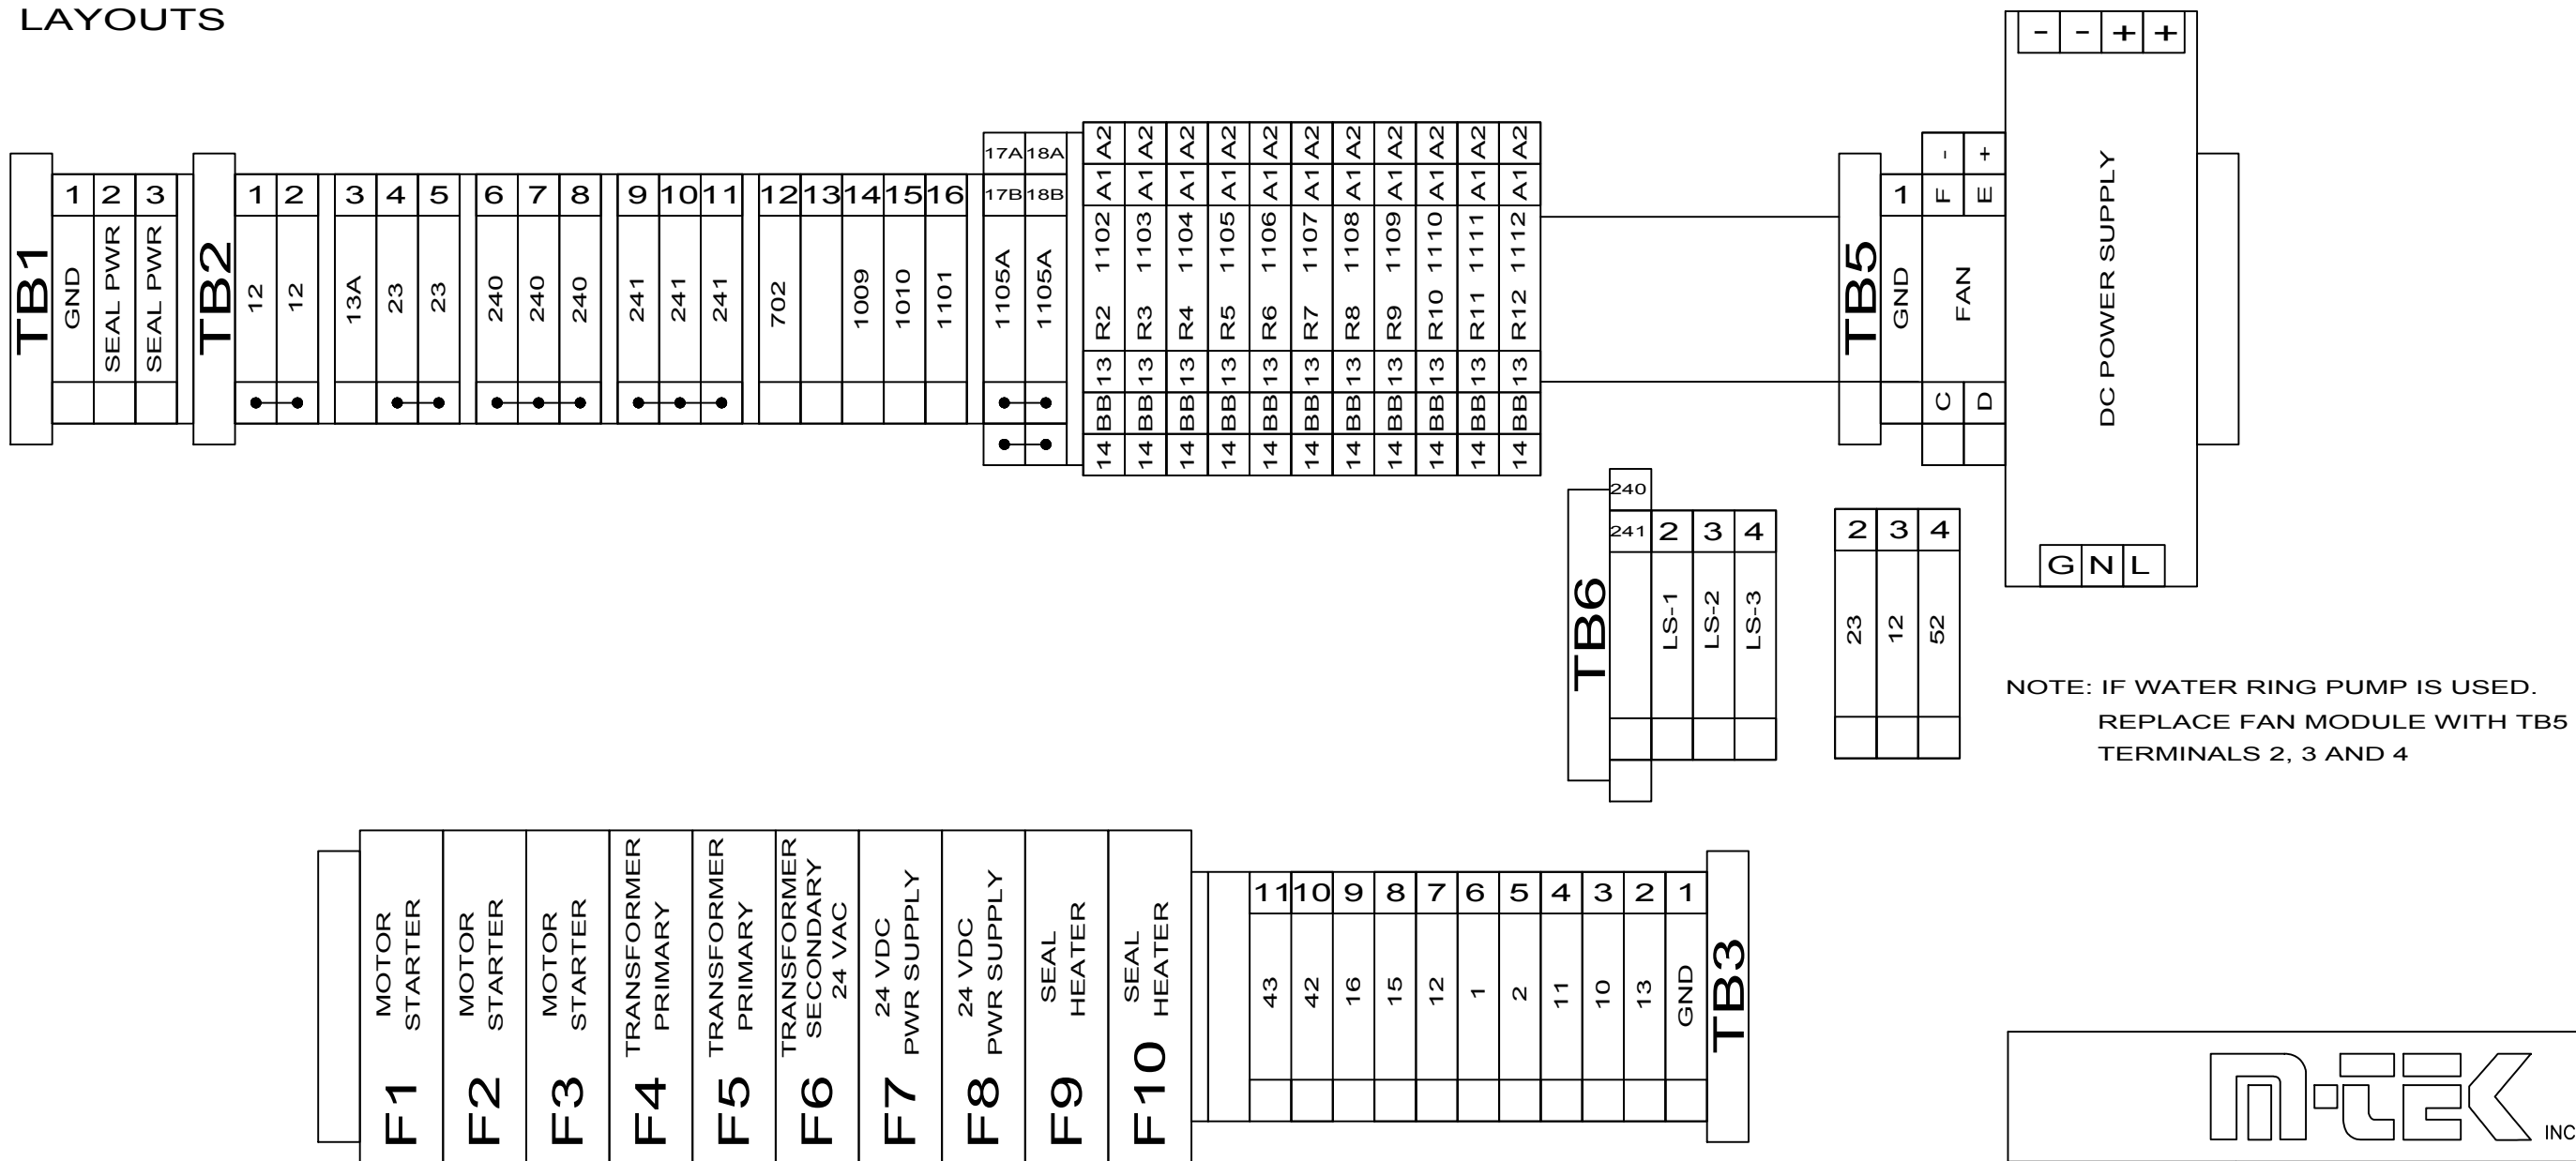 LAYOUTS
- - + +
17A 18A A2 A2 A2 A2 A2 A2 A2 A2 A2 A2 A2 - +
1 2 3 1 2 3 4 5 6 7 8 9 10 11 12 13 14 15 16 17B 18B A1 A1 A1 A1 A1 A1 A1 A1 A1 A1 A1 1 F E
TB1
GND
SEAL PWR
SEAL PWR
TB2
12
12
13A
23
23
240
240
240
241
241
241
702
1009
1010
1101
1105A
1105A
R2 1102
R3 1103
R4 1104
R5 1105
R6 1106
R7 1107
R8 1108
R9 1109
R10 1110
R11 1111
R12 1112
13 13 13 13 13 13 13 13 13 13 13
BB BB BB BB BB BB BB BB BB BB BB
14 14 14 14 14 14 14 14 14 14 14
TB5
GND
FAN
C D
DC POWER SUPPLY
G N L
240
241 2 3 4
TB6
LS-1
LS-2
LS-3
2 3 4
23
12
52
NOTE: IF WATER RING PUMP IS USED.
REPLACE FAN MODULE WITH TB5
TERMINALS 2, 3 AND 4
F1
MOTOR
STARTER
F2
MOTOR
STARTER
F3
MOTOR
STARTER
F4
TRANSFORMER
PRIMARY
F5
TRANSFORMER
PRIMARY
F6
TRANSFORMER
SECONDARY
24 VAC
F7
24 VDC
PWR SUPPLY
F8
24 VDC
PWR SUPPLY
F9
SEAL
HEATER
F10
SEAL
HEATER
11 10 9 8 7 6 5 4 3 2 1
43
42
16
15
12
1
2
11
10
13
GND
TB3
M-TEK INC